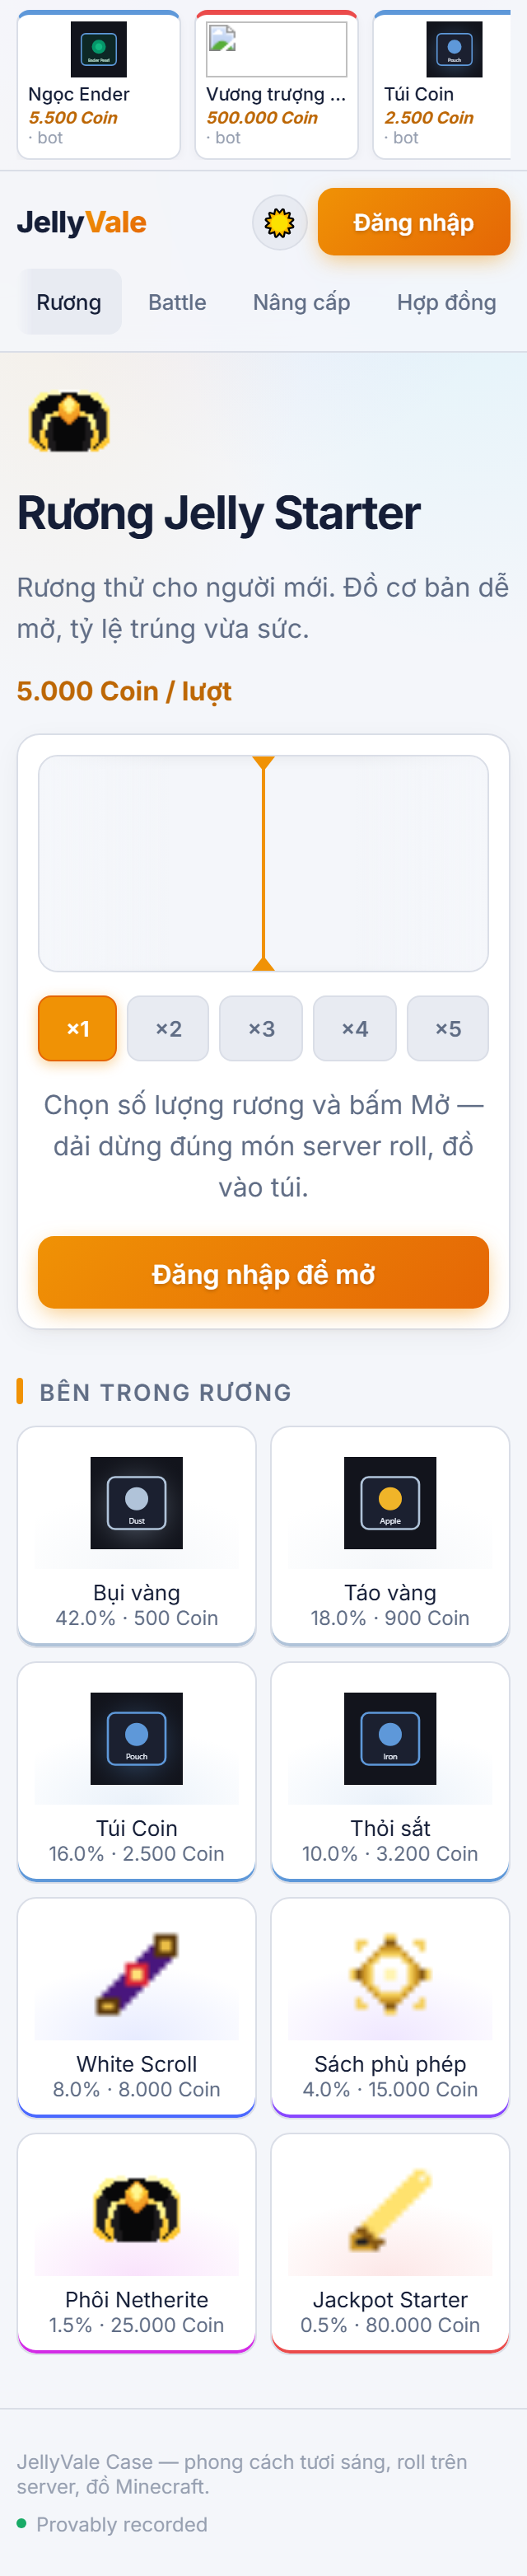 Ender Pearl
Pouch
Ngọc Ender
Vương trượng ...
Túi Coin
5.500 Coin
500.000 Coin
2.500 Coin
· bot
· bot
· bot
JellyVale
Đăng nhập
Rương
Battle
Nâng cấp
Hợp đồng
Rương Jelly Starter
Rương thử cho người mới. Đồ cơ bản dễ
mở, tỷ lệ trúng vừa sức.
5.000 Coin / lượt
×1
×2
×3
×4
×5
Chọn số lượng rương và bấm Mở —
dải dừng đúng món server roll, đồ
vào túi.
Đăng nhập để mở
BÊN TRONG RƯƠNG
Dust
Apple
Bụi vàng
Táo vàng
42.0% · 500 Coin
18.0% · 900 Coin
Pouch
Iron
Túi Coin
Thỏi sắt
16.0% · 2.500 Coin
10.0% · 3.200 Coin
White Scroll
Sách phù phép
8.0% · 8.000 Coin
4.0% · 15.000 Coin
Phôi Netherite
Jackpot Starter
1.5% · 25.000 Coin
0.5% · 80.000 Coin
JellyVale Case — phong cách tươi sáng, roll trên
server, đồ Minecraft.
Provably recorded